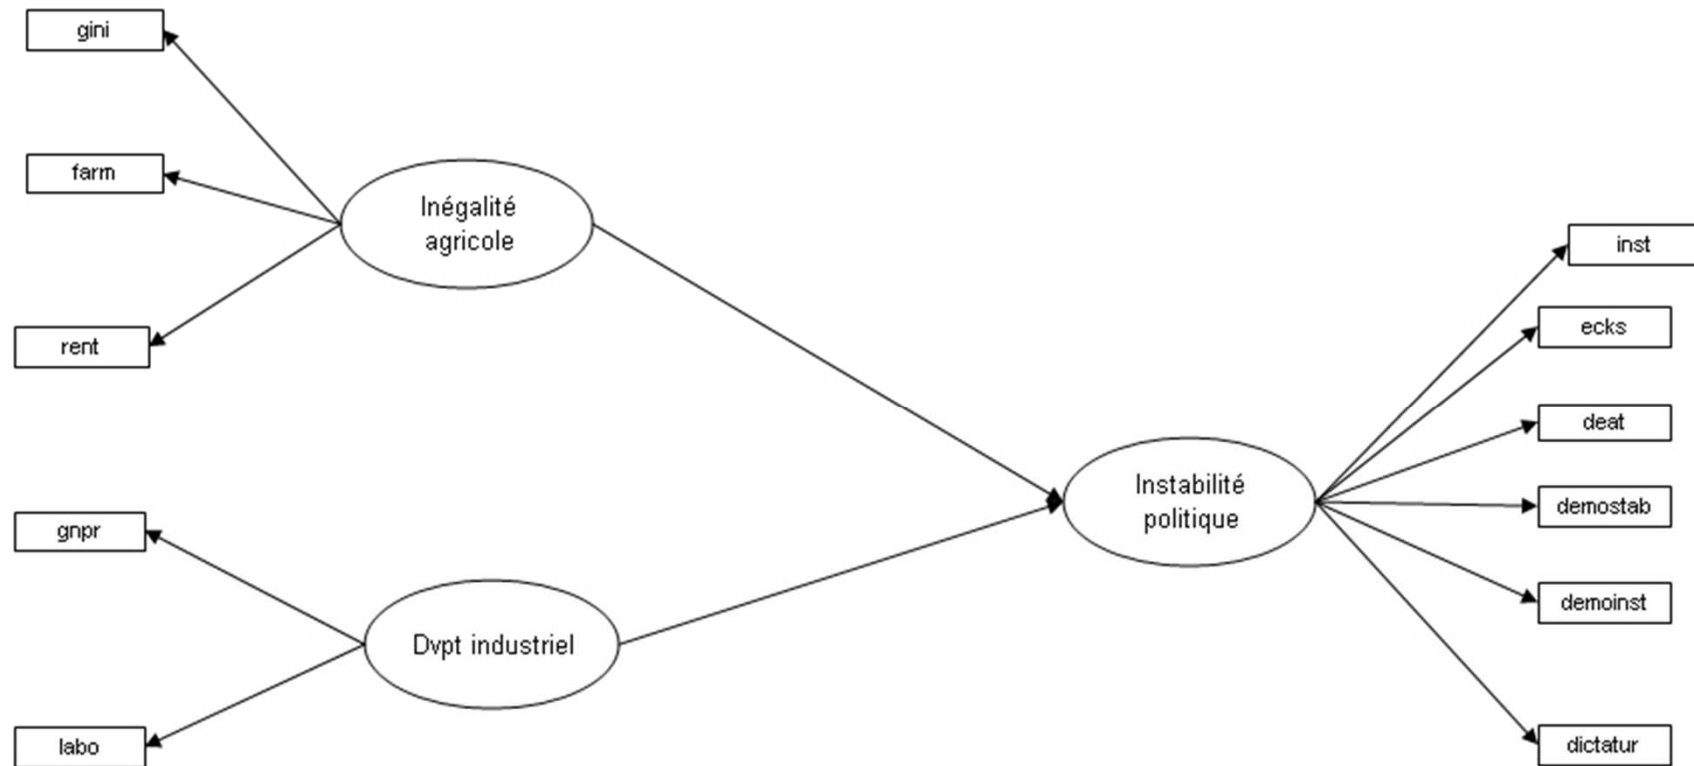 gini
farm
rent
gnpr
labo
Inégalité
agricole
Dvpt industriel
Instabilité
politique
inst
ecks
deat
demostab
demoinst
dictatur